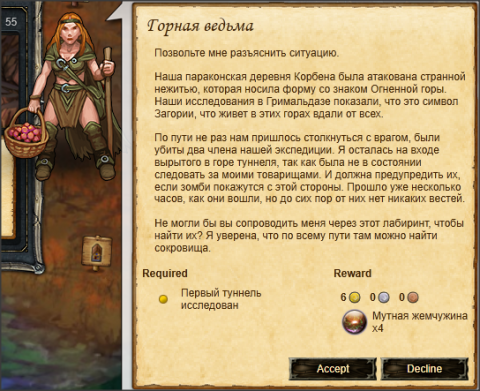 55
Горная ведьма
Позвольте мне разъяснить ситуацию.
Наша параконская деревня Корбена была атакована странной
нежитью, которая носила форму со знаком Огненной горы.
Наши исследования в Гримальдазе показали, что это символ
Загории, что живет в этих горах вдали от всех.
По пути не раз нам пришлось столкнуться с врагом, были
убиты два члена нашей экспедиции. Я осталась на входе
вырытого в горе туннеля, так как была не в состоянии
следовать за моими товарищами. И должна предупредить их,
если зомби покажутся с этой стороны. Прошло уже несколько
часов, как они вошли, но до сих пор от них нет никаких вестей.
Не могли бы вы сопроводить меня через этот лабиринт, чтобы
найти их? Я уверена, что по всему пути там можно найти
сокровища.
Required
Первый туннель
исследован
Reward
6 0 0
Мутная жемчужина
x4
Accept
Decline